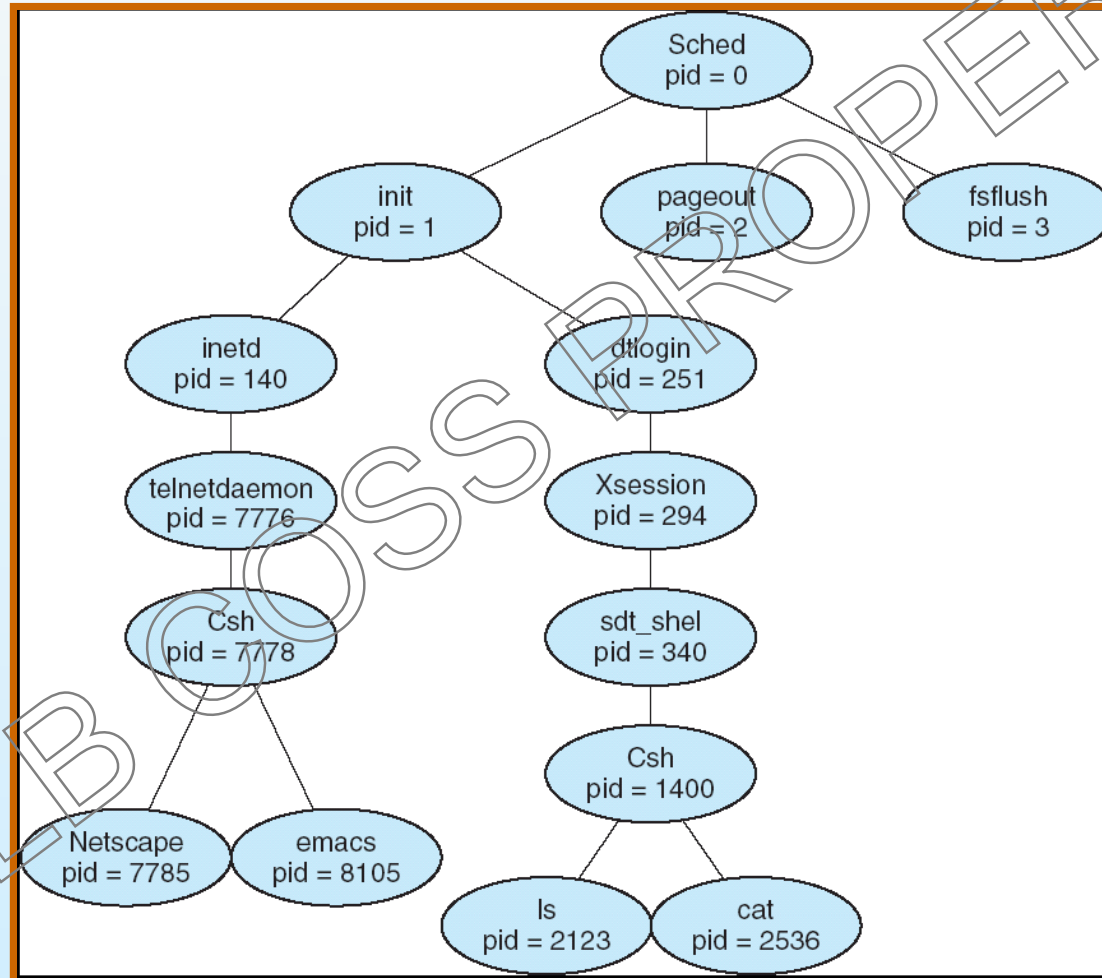 Sched
pid = 0
init
pid = 1
pageout
pid = 2
fsflush
pid = 3
inetd
pid = 140
dtlogin
pid = 251
telnetdaemon
pid = 7776
Xsession
pid = 294
Csh
pid = 7778
sdt_shel
pid = 340
Csh
pid = 1400
Netscape
pid = 7785
emacs
pid = 8105
ls
pid = 2123
cat
pid = 2536
COSS